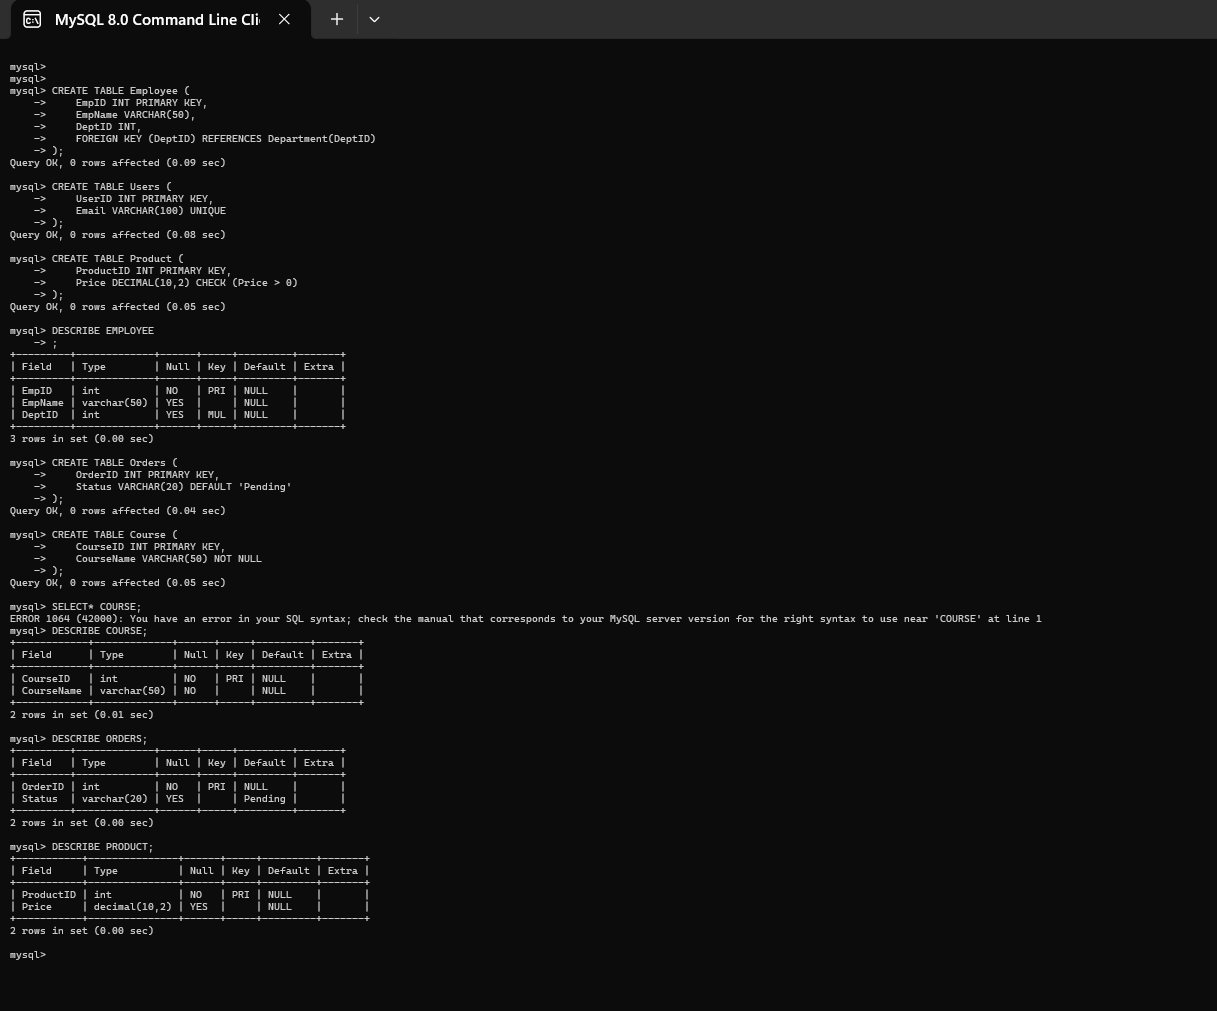 MySQL 8.0 Command Line Cli
mysql>
mysql>
mysql> CREATE TABLE Employee (
    ->     EmpID INT PRIMARY KEY,
    ->     EmpName VARCHAR(50),
    ->     DeptID INT,
    ->     FOREIGN KEY (DeptID) REFERENCES Department(DeptID)
    -> );
Query OK, 0 rows affected (0.09 sec)

mysql> CREATE TABLE Users (
    ->     UserID INT PRIMARY KEY,
    ->     Email VARCHAR(100) UNIQUE
    -> );
Query OK, 0 rows affected (0.08 sec)

mysql> CREATE TABLE Product (
    ->     ProductID INT PRIMARY KEY,
    ->     Price DECIMAL(10,2) CHECK (Price > 0)
    -> );
Query OK, 0 rows affected (0.05 sec)

mysql> DESCRIBE EMPLOYEE
    -> ;
+---------+-------------+------+-----+---------+-------+
| Field   | Type        | Null | Key | Default | Extra |
+---------+-------------+------+-----+---------+-------+
| EmpID   | int         | NO   | PRI | NULL    |       |
| EmpName | varchar(50) | YES  |     | NULL    |       |
| DeptID  | int         | YES  | MUL | NULL    |       |
+---------+-------------+------+-----+---------+-------+
3 rows in set (0.00 sec)

mysql> CREATE TABLE Orders (
    ->     OrderID INT PRIMARY KEY,
    ->     Status VARCHAR(20) DEFAULT 'Pending'
    -> );
Query OK, 0 rows affected (0.04 sec)

mysql> CREATE TABLE Course (
    ->     CourseID INT PRIMARY KEY,
    ->     CourseName VARCHAR(50) NOT NULL
    -> );
Query OK, 0 rows affected (0.05 sec)

mysql> SELECT* COURSE;
ERROR 1064 (42000): You have an error in your SQL syntax; check the manual that corresponds to your MySQL server version for the right syntax to use near 'COURSE' at line 1
mysql> DESCRIBE COURSE;
+------------+-------------+------+-----+---------+-------+
| Field      | Type        | Null | Key | Default | Extra |
+------------+-------------+------+-----+---------+-------+
| CourseID   | int         | NO   | PRI | NULL    |       |
| CourseName | varchar(50) | NO   |     | NULL    |       |
+------------+-------------+------+-----+---------+-------+
2 rows in set (0.01 sec)

mysql> DESCRIBE ORDERS;
+---------+-------------+------+-----+---------+-------+
| Field   | Type        | Null | Key | Default | Extra |
+---------+-------------+------+-----+---------+-------+
| OrderID | int         | NO   | PRI | NULL    |       |
| Status  | varchar(20) | YES  |     | Pending |       |
+---------+-------------+------+-----+---------+-------+
2 rows in set (0.00 sec)

mysql> DESCRIBE PRODUCT;
+-----------+---------------+------+-----+---------+-------+
| Field     | Type          | Null | Key | Default | Extra |
+-----------+---------------+------+-----+---------+-------+
| ProductID | int           | NO   | PRI | NULL    |       |
| Price     | decimal(10,2) | YES  |     | NULL    |       |
+-----------+---------------+------+-----+---------+-------+
2 rows in set (0.00 sec)

mysql>